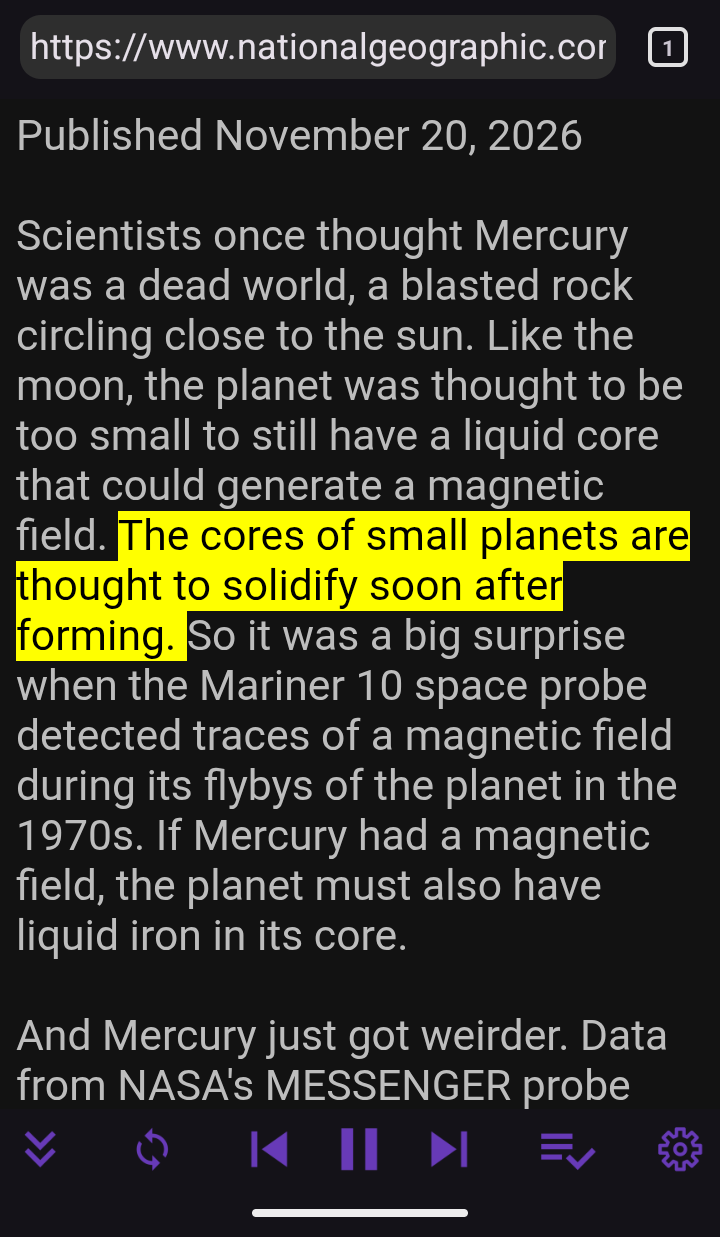 https://www.nationalgeographic.com
1
Published November 20, 2026
Scientists once thought Mercury
was a dead world, a blasted rock
circling close to the sun. Like the
moon, the planet was thought to be
too small to still have a liquid core
that could generate a magnetic
field. The cores of small planets are
thought to solidify soon after
forming. So it was a big surprise
when the Mariner 10 space probe
detected traces of a magnetic field
during its flybys of the planet in the
1970s. If Mercury had a magnetic
field, the planet must also have
liquid iron in its core.
And Mercury just got weirder. Data
from NASA's MESSENGER probe